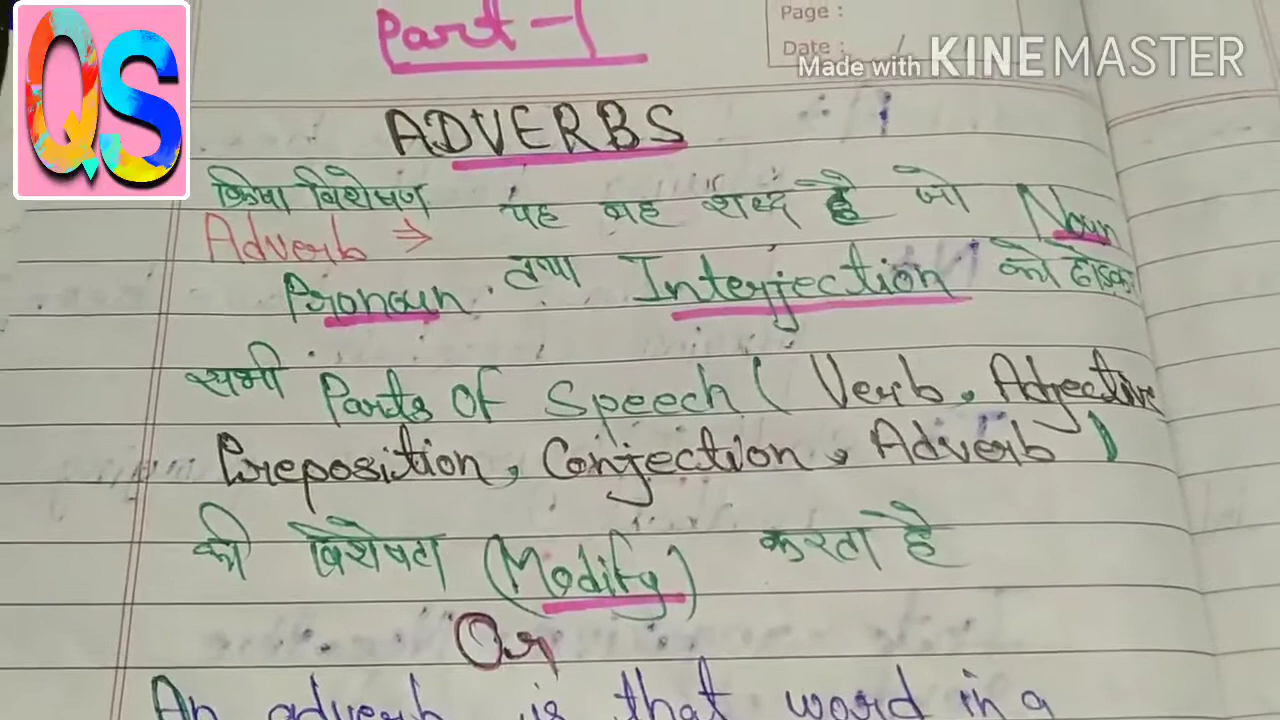 QS
Part-1
Page :
Date :
Made with KINEMASTER
ADVERBS
क्रिया विशेषण यह वह शब्द है जो Noun
Adverb ⇒
Pronoun तथा Interjection को छोड़कर
सभी Parts Of Speech ( Verb, Adjective
Preposition, Conjection, Adverb )
की विशेषता (Modify) करता है
Or
An adverb is that word in a